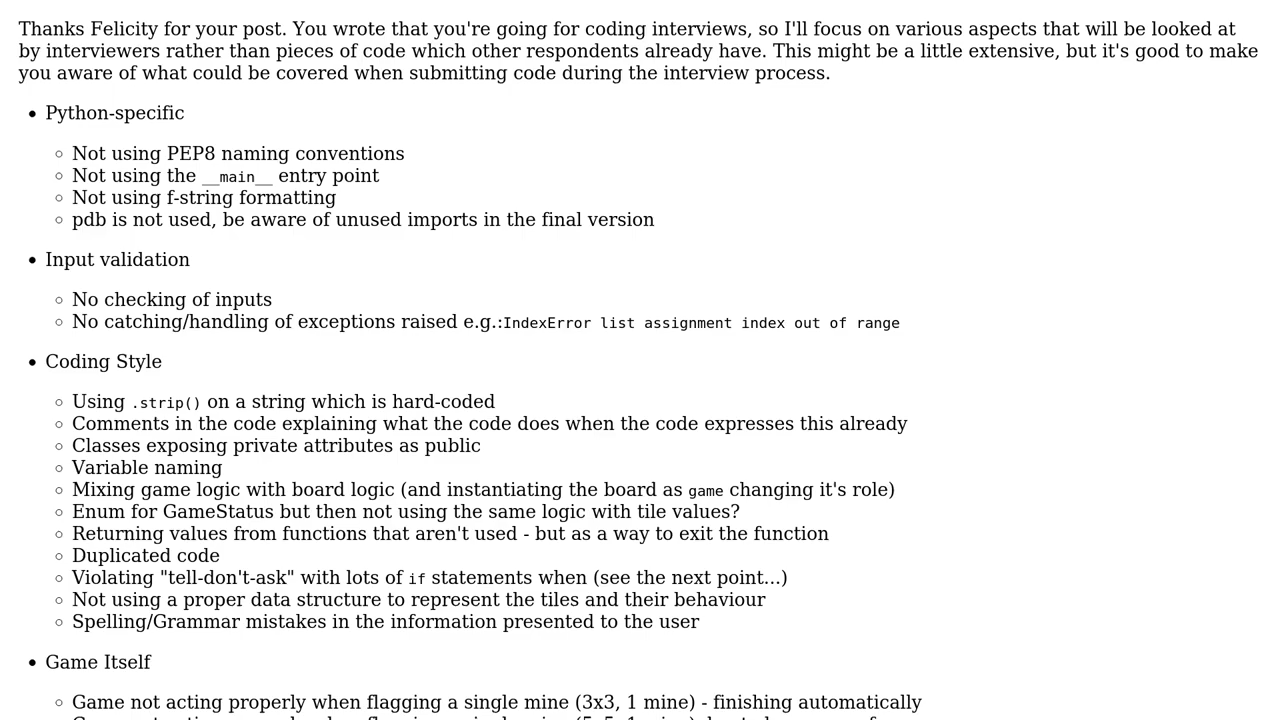 Thanks Felicity for your post. You wrote that you're going for coding interviews, so I'll focus on various aspects that will be looked at
by interviewers rather than pieces of code which other respondents already have. This might be a little extensive, but it's good to make
you aware of what could be covered when submitting code during the interview process.
• Python-specific
◦ Not using PEP8 naming conventions
◦ Not using the __main__ entry point
◦ Not using f-string formatting
◦ pdb is not used, be aware of unused imports in the final version
• Input validation
◦ No checking of inputs
◦ No catching/handling of exceptions raised e.g.:IndexError list assignment index out of range
• Coding Style
◦ Using .strip() on a string which is hard-coded
◦ Comments in the code explaining what the code does when the code expresses this already
◦ Classes exposing private attributes as public
◦ Variable naming
◦ Mixing game logic with board logic (and instantiating the board as game changing it's role)
◦ Enum for GameStatus but then not using the same logic with tile values?
◦ Returning values from functions that aren't used - but as a way to exit the function
◦ Duplicated code
◦ Violating "tell-don't-ask" with lots of if statements when (see the next point...)
◦ Not using a proper data structure to represent the tiles and their behaviour
◦ Spelling/Grammar mistakes in the information presented to the user
• Game Itself
◦ Game not acting properly when flagging a single mine (3x3, 1 mine) - finishing automatically